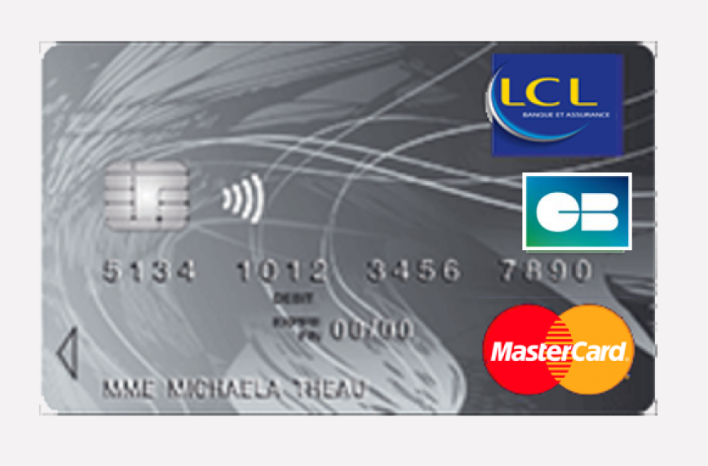 LCL
BANQUE ET ASSURANCE
CB
5134 1012 3456 7890
DEBIT
EXPIRE
FIN 00/00
MasterCard
MME MICHAELA THEAU